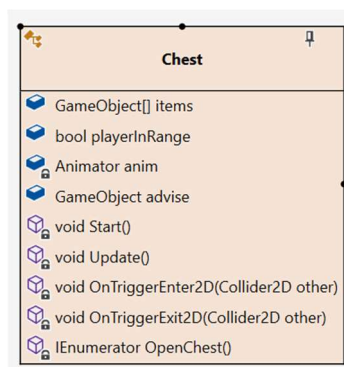 Chest
GameObject[] items
bool playerInRange
Animator anim
GameObject advise
void Start()
void Update()
void OnTriggerEnter2D(Collider2D other)
void OnTriggerExit2D(Collider2D other)
IEnumerator OpenChest()